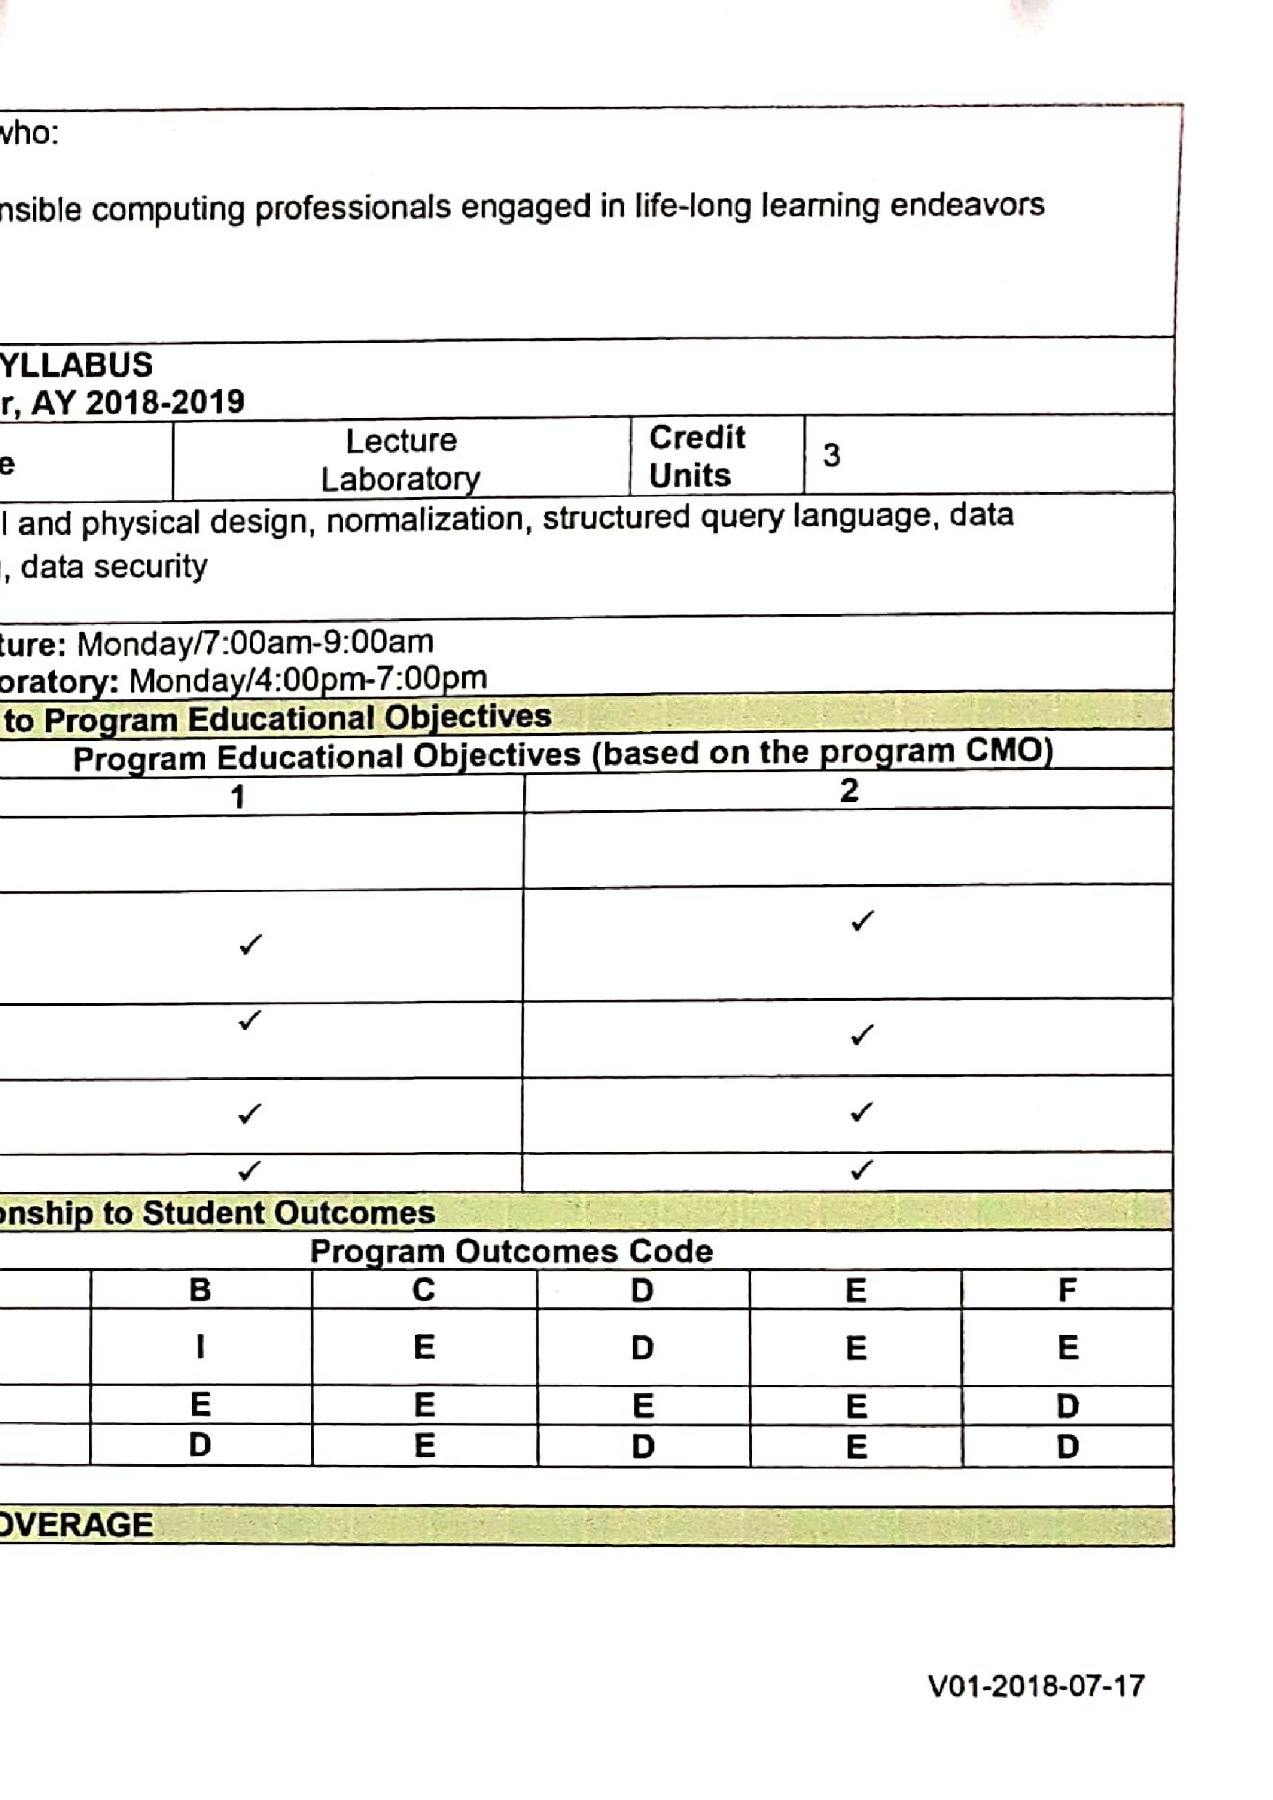 who:
nsible computing professionals engaged in life-long learning endeavors
YLLABUS
r, AY 2018-2019
e
Lecture
Laboratory
Credit
Units
3
l and physical design, normalization, structured query language, data
, data security
ture: Monday/7:00am-9:00am
oratory: Monday/4:00pm-7:00pm
to Program Educational Objectives
Program Educational Objectives (based on the program CMO)
1 2
✓ ✓
✓ ✓
✓ ✓
✓ ✓
onship to Student Outcomes
Program Outcomes Code
B C D E F
I E D E E
E E E E D
D E D E D
OVERAGE
V01-2018-07-17